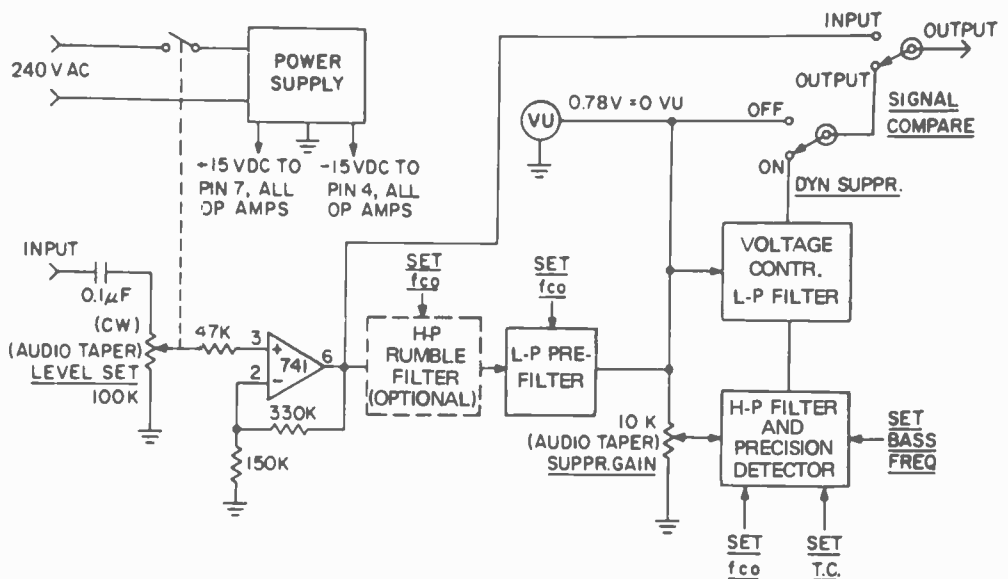 INPUT
OUTPUT
240 V AC
POWER
SUPPLY
OUTPUT
0.78V = 0 VU
OFF
SIGNAL
COMPARE
VU
+15 VDC TO
PIN 7, ALL
OP AMPS
-15 VDC TO
PIN 4, ALL
OP AMPS
ON
DYN SUPPR.
INPUT
0.1µF
SET
fco
SET
fco
VOLTAGE
CONTR.
L-P FILTER
(CW)
(AUDIO TAPER)
LEVEL SET
100K
47K
3
+
741
6
2
-
H-P
RUMBLE
FILTER
(OPTIONAL)
L-P PRE-
FILTER
330K
150K
10 K
(AUDIO TAPER)
SUPPR. GAIN
H-P FILTER
AND
PRECISION
DETECTOR
SET
BASS
FREQ
SET
fco
SET
T.C.